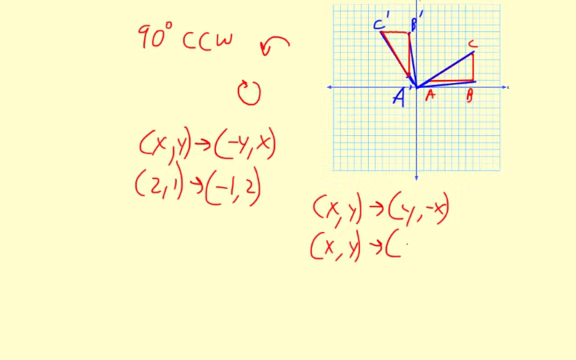 90° CCW
C' B'
C
A' A B
(x,y)→(-y,x)
(2,1)→(-1,2)
(x,y)→(y,-x)
(x,y)→(